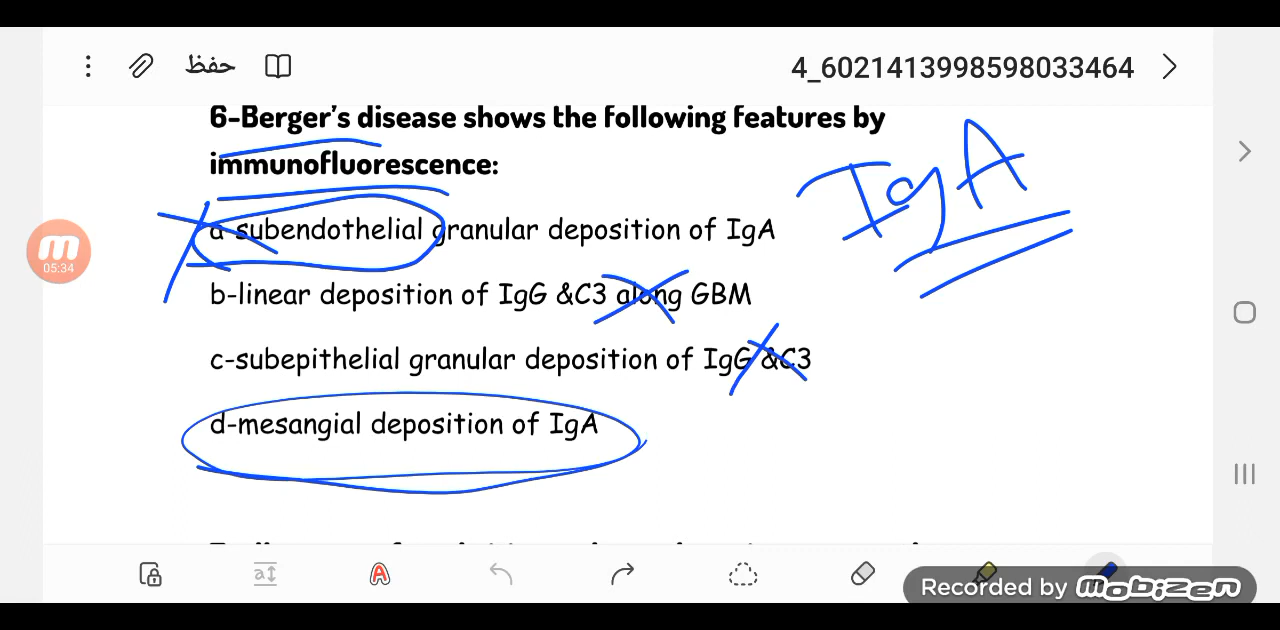 حفظ
4_6021413998598033464
6-Berger's disease shows the following features by
immunofluorescence:
IgA
a-subendothelial granular deposition of IgA
b-linear deposition of IgG &C3 along GBM
c-subepithelial granular deposition of IgG &C3
d-mesangial deposition of IgA
05:34
Recorded by mobizen